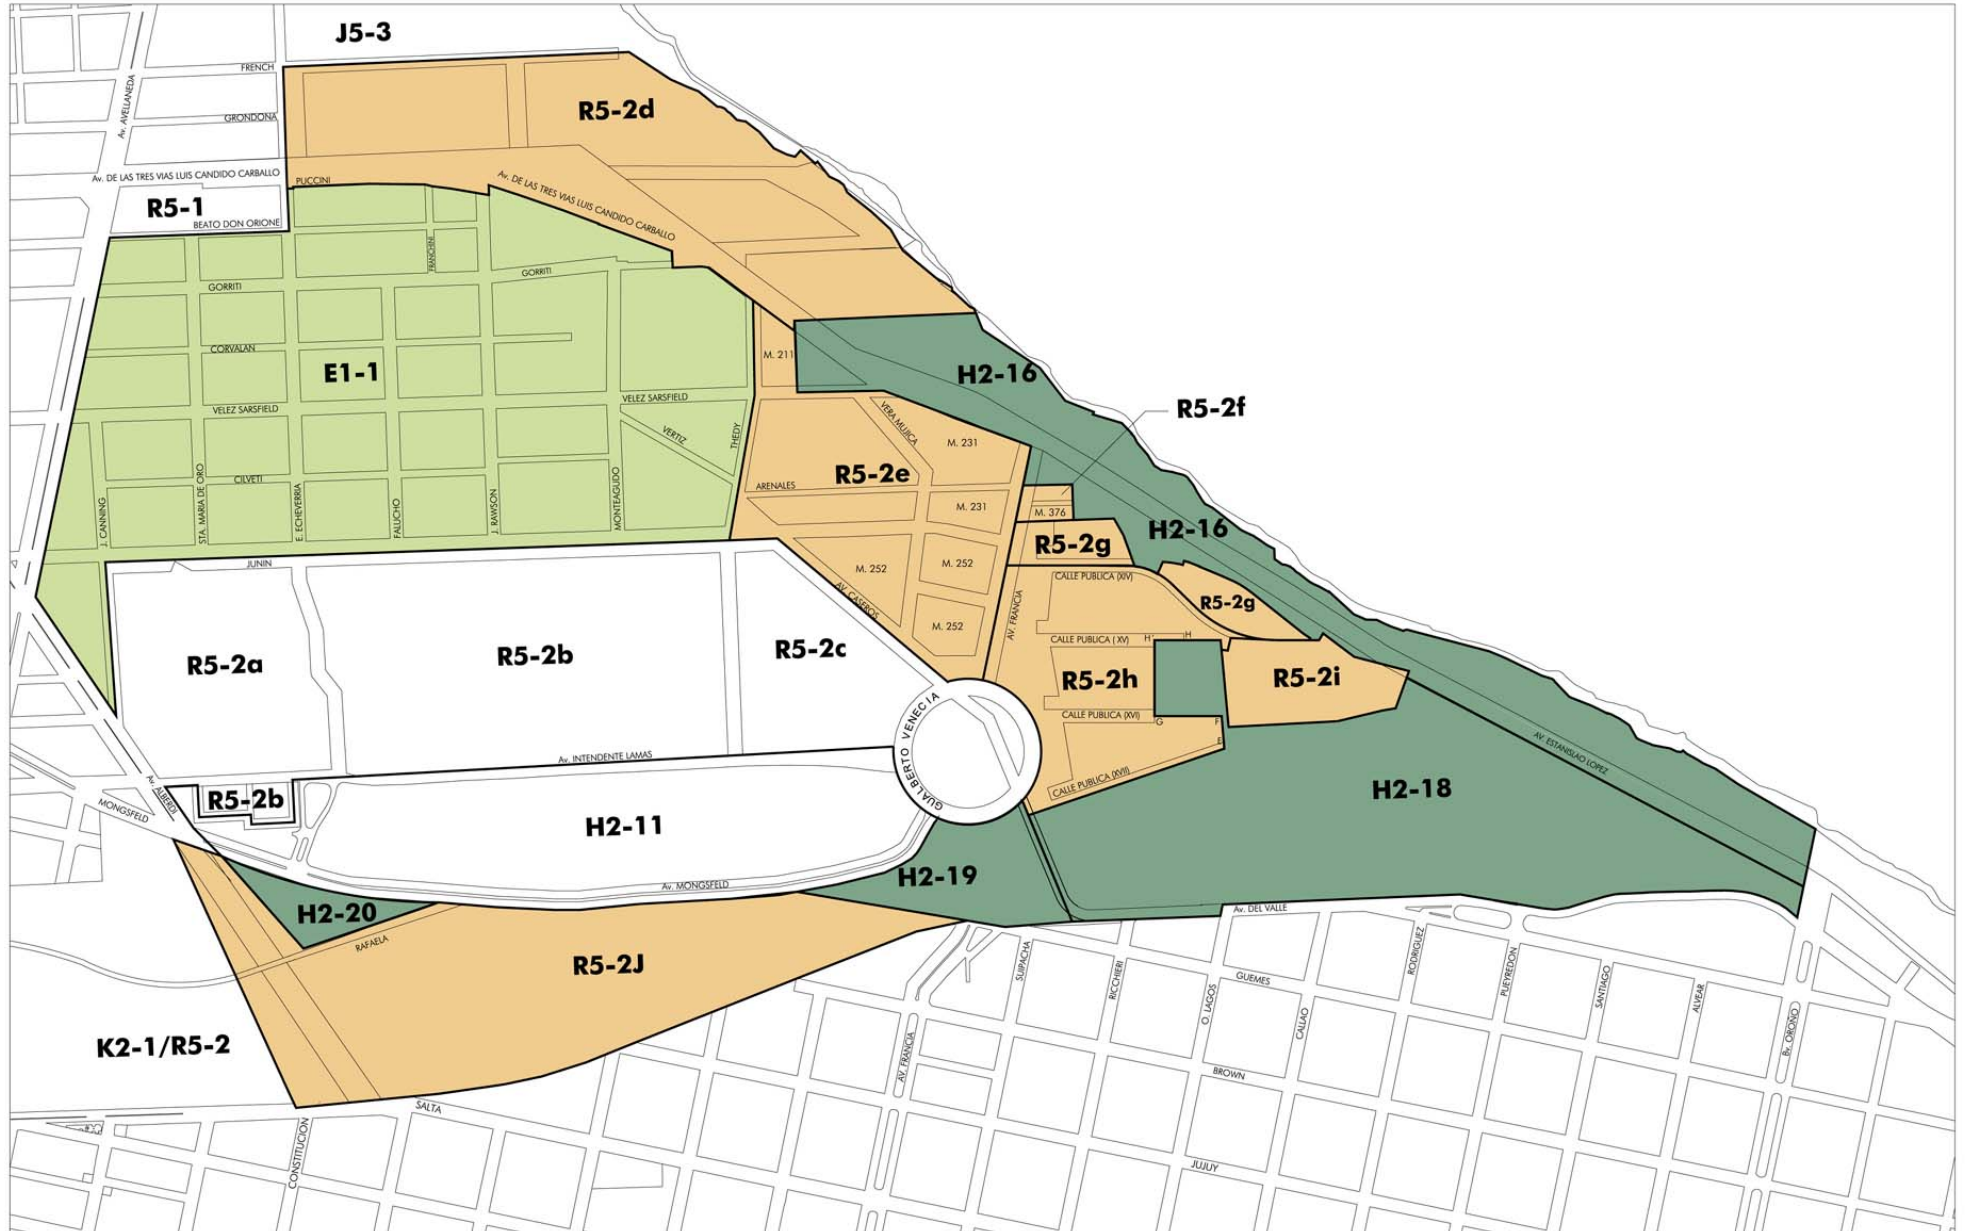 J5-3
FRENCH
Av. AVELLANEDA
GRONDONA
R5-2d
Av. DE LAS TRES VIAS LUIS CANDIDO CARBALLO
PUCCINI
Av. DE LAS TRES VIAS LUIS CANDIDO CARBALLO
R5-1
BEATO DON ORIONE
FRANCHINI
GORRITI
GORRITI
CORVALAN
E1-1
M. 211
H2-16
VELEZ SARSFIELD
VELEZ SARSFIELD
VERTIZ
THEDY
VERA MUJICA
M. 231
R5-2f
R5-2e
ARENALES
M. 231
M. 376
CILVETI
J. CANNING
STA. MARIA DE ORO
E. ECHEVERRIA
FALUCHO
J. RAWSON
MONTEAGUDO
H2-16
R5-2g
JUNIN
M. 252
M. 252
CALLE PUBLICA (XIV)
AV. CASEROS
R5-2g
M. 252
AV. FRANCIA
CALLE PUBLICA ( XV)
H'
H
R5-2a
R5-2b
R5-2c
R5-2h
R5-2i
GUALBERTO VENECIA
CALLE PUBLICA (XVI)
G
F
E
Av. INTENDENTE LAMAS
AV. ESTANISLAO LOPEZ
CALLE PUBLICA (XVII)
H2-18
Av. ALBERDI
R5-2b
MONGSFELD
H2-11
H2-19
Av. MONGSFELD
H2-20
RAFAELA
Av. DEL VALLE
R5-2J
SUIPACHA
RICCHIERI
O. LAGOS
GUEMES
CALLAO
RODRIGUEZ
PUEYREDON
SANTIAGO
ALVEAR
Bv. OROÑO
K2-1/R5-2
AV. FRANCIA
BROWN
SALTA
CONSTITUCION
JUJUY